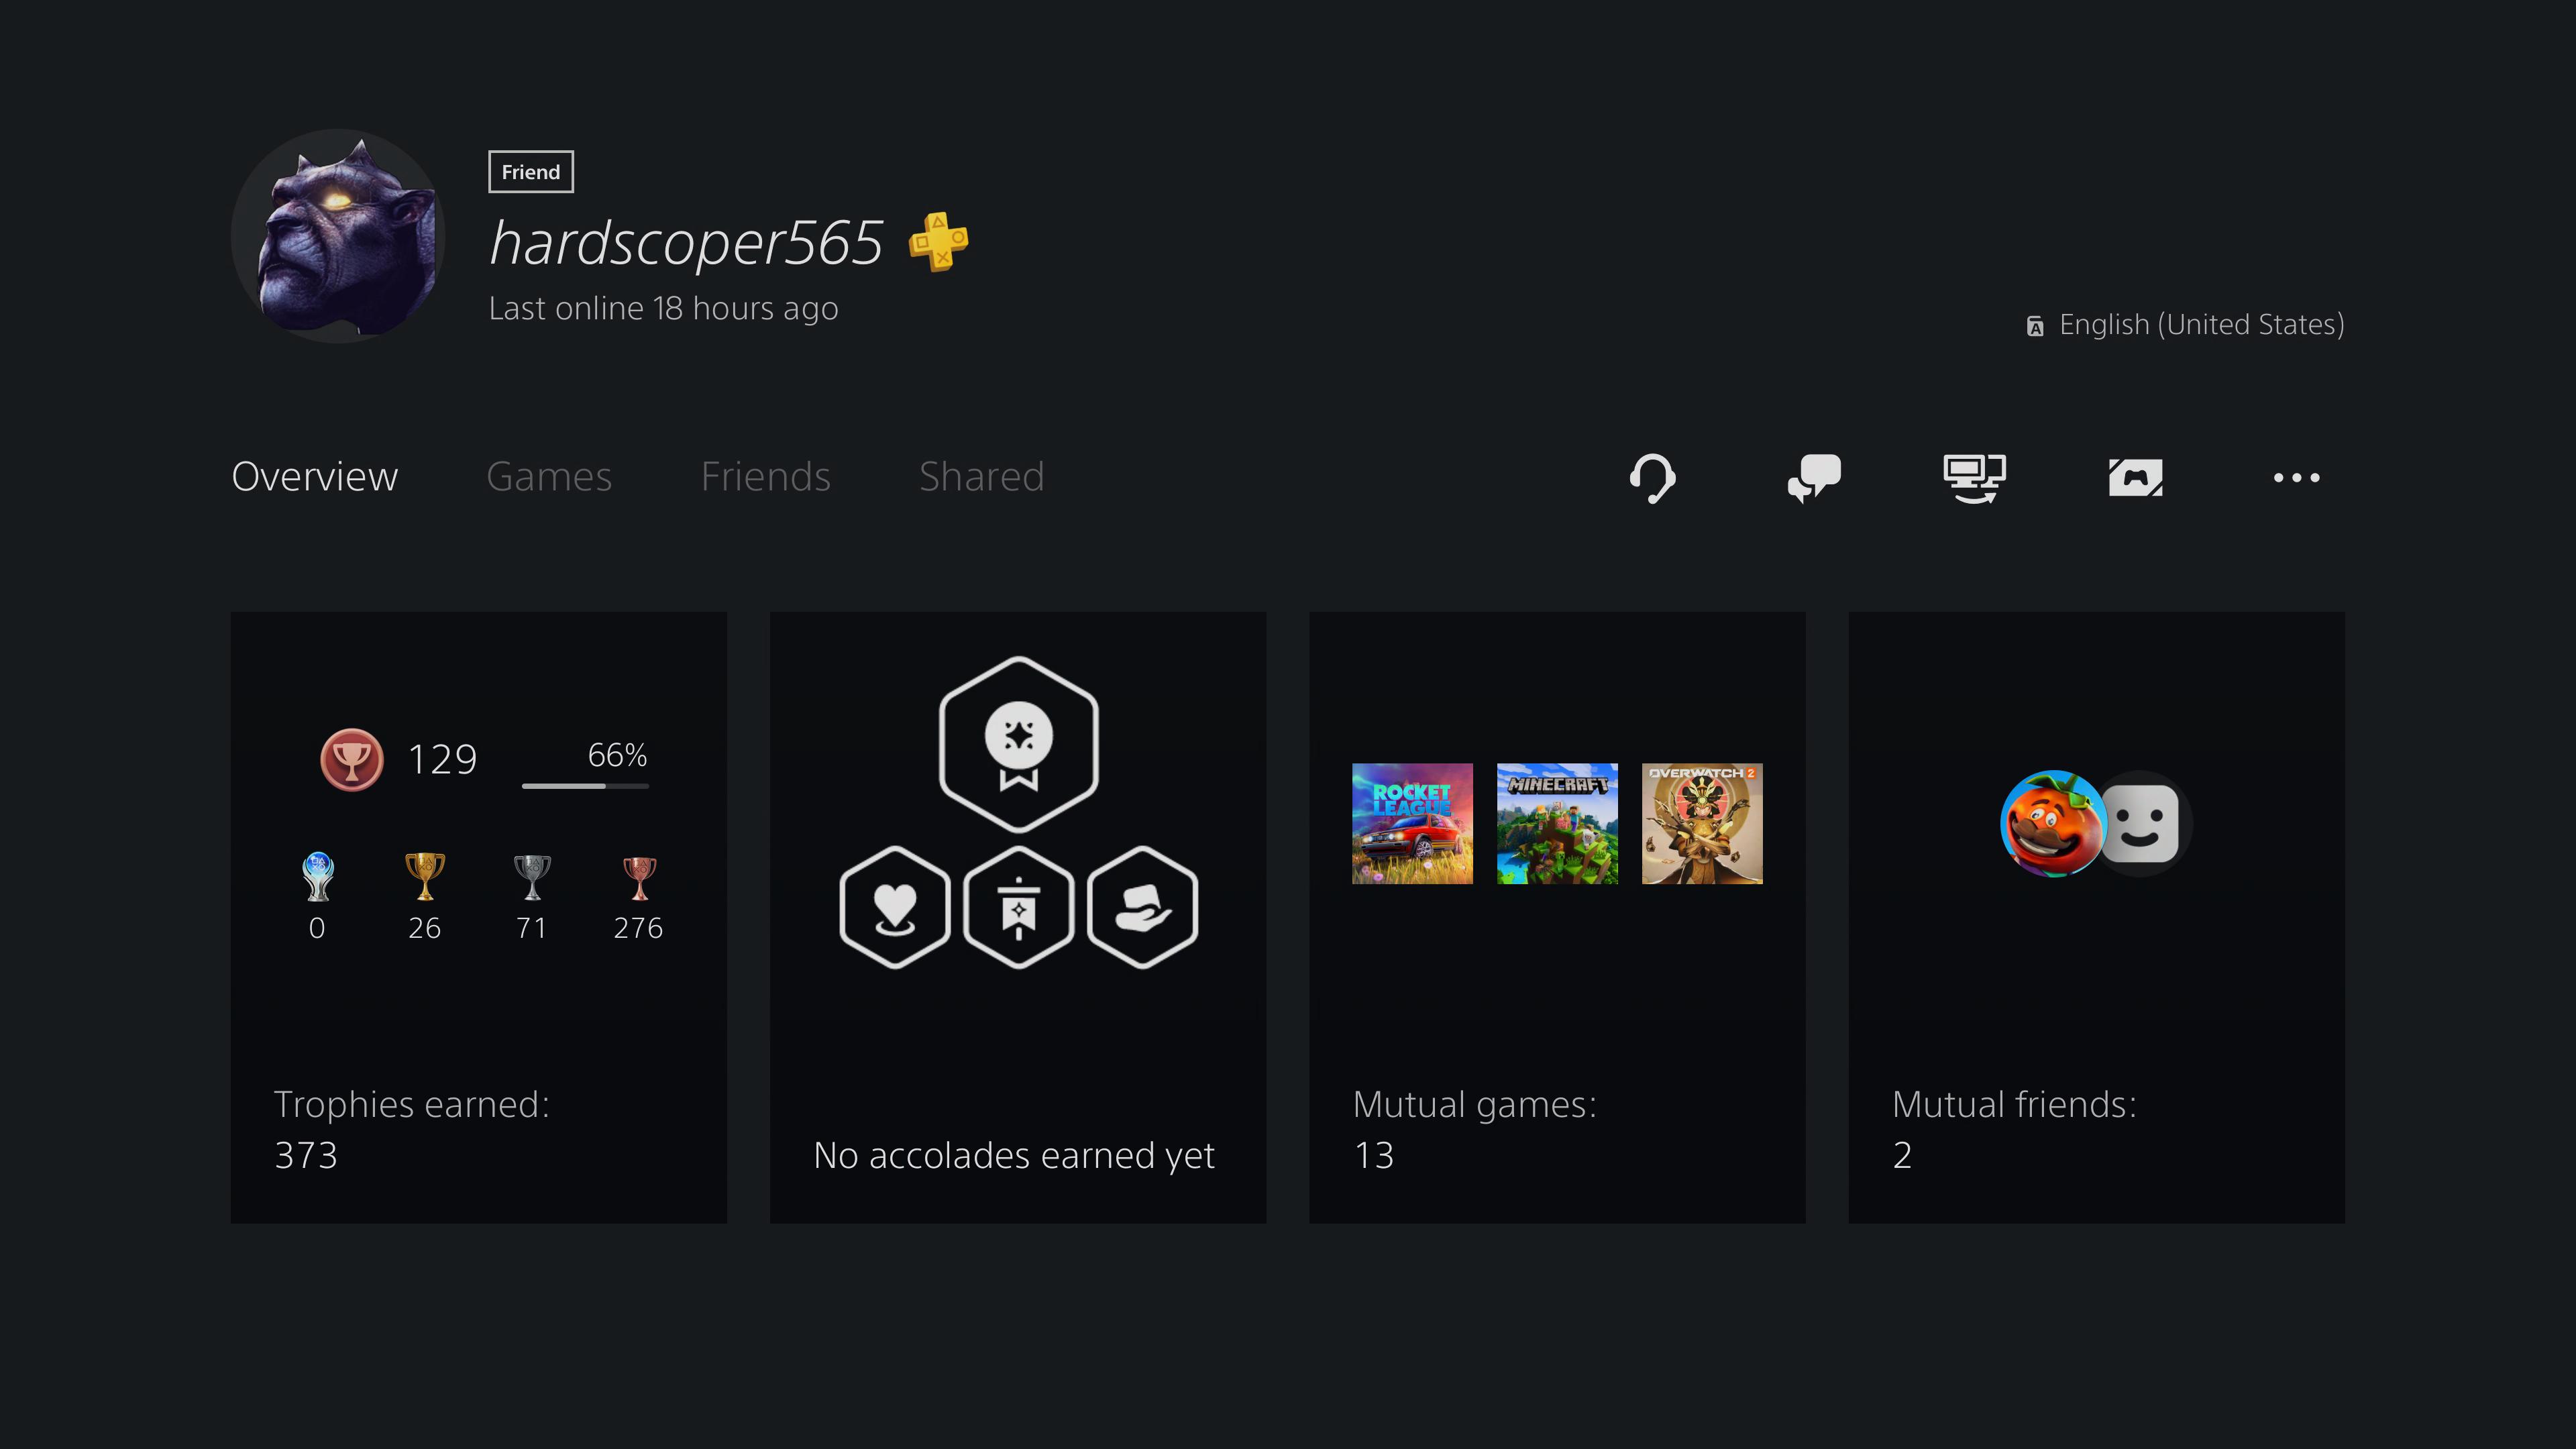 Friend
hardscoper565
Last online 18 hours ago
English (United States)
Overview
Games
Friends
Shared
129
66%
0
26
71
276
Trophies earned:
373
No accolades earned yet
ROCKET
LEAGUE
MINECRAFT
OVERWATCH 2
Mutual games:
13
Mutual friends:
2